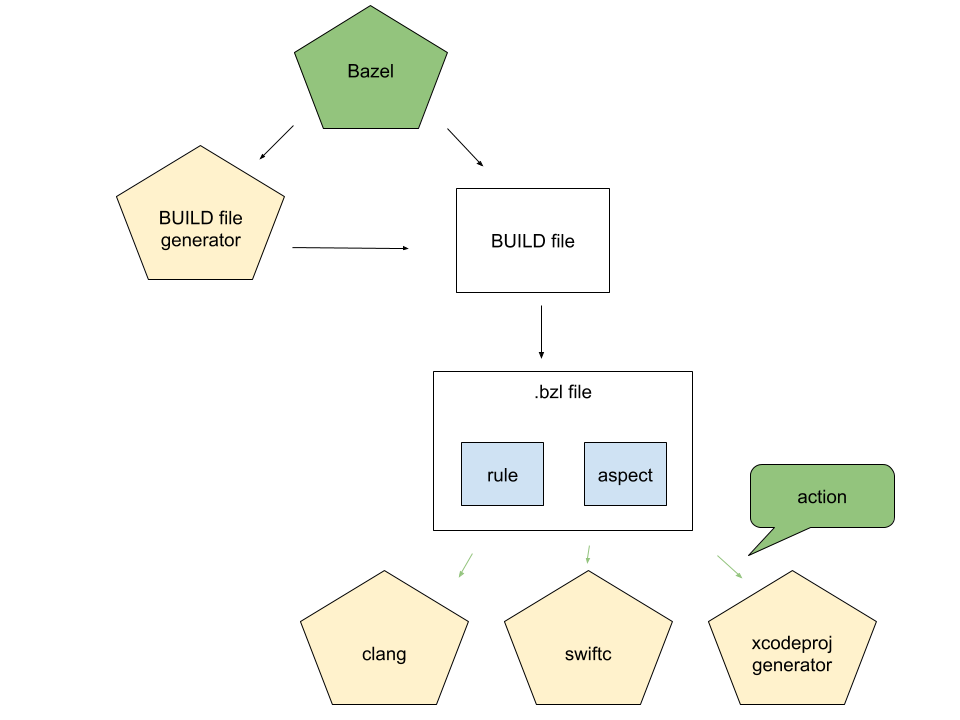 Bazel
BUILD file
generator
BUILD file
.bzl file
rule
aspect
action
clang
swiftc
xcodeproj
generator